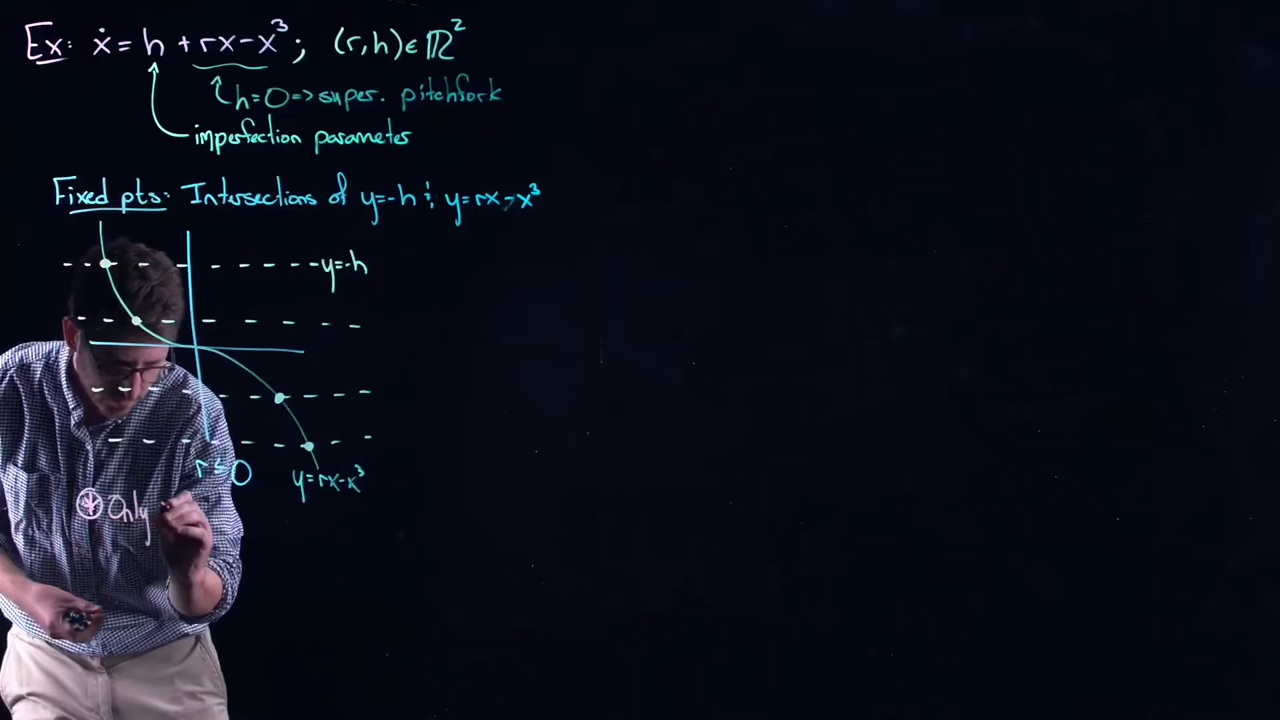 Ex: ẋ = h + rx - x³ ; (r,h) ∈ ℝ²
h=0 => super. pitchfork
imperfection parameter
Fixed pts: Intersections of y=-h & y=rx-x³
y=-h
r ≤ 0
y=rx-x³
⊛ Only